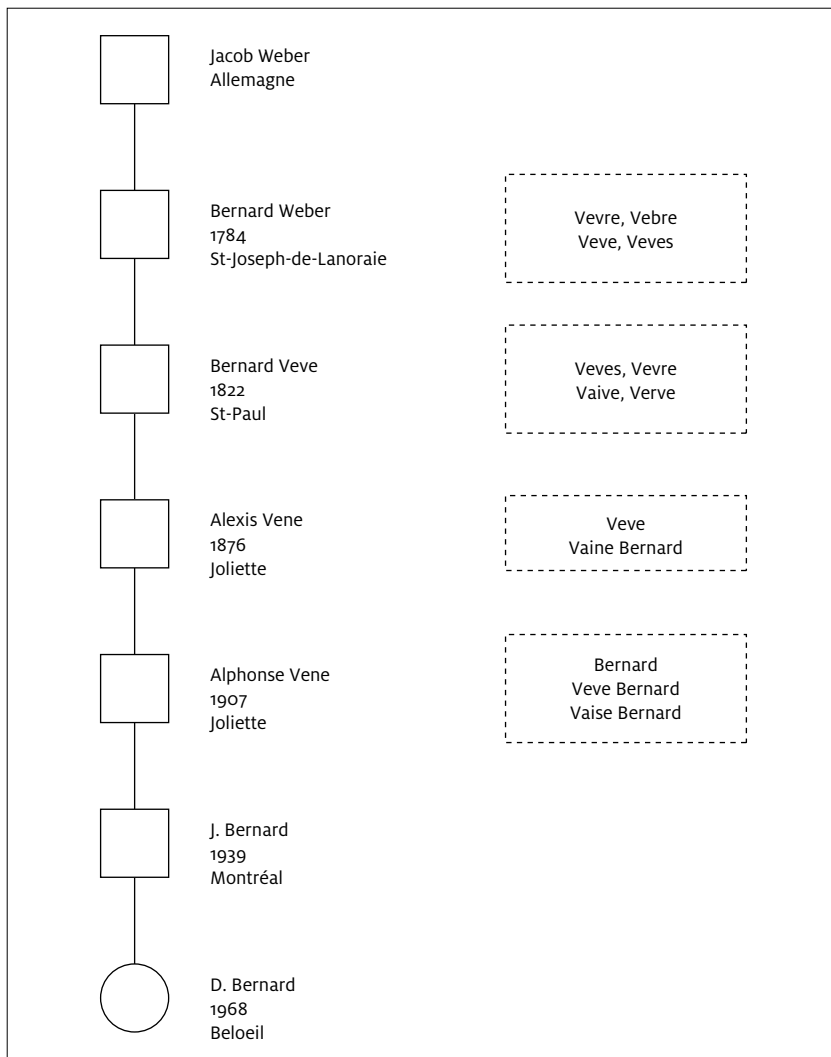 Jacob Weber
Allemagne
Bernard Weber
1784
St-Joseph-de-Lanoraie
Vevre, Vebre
Veve, Veves
Bernard Veve
1822
St-Paul
Veves, Vevre
Vaive, Verve
Alexis Vene
1876
Joliette
Veve
Vaine Bernard
Alphonse Vene
1907
Joliette
Bernard
Veve Bernard
Vaise Bernard
J. Bernard
1939
Montréal
D. Bernard
1968
Beloeil